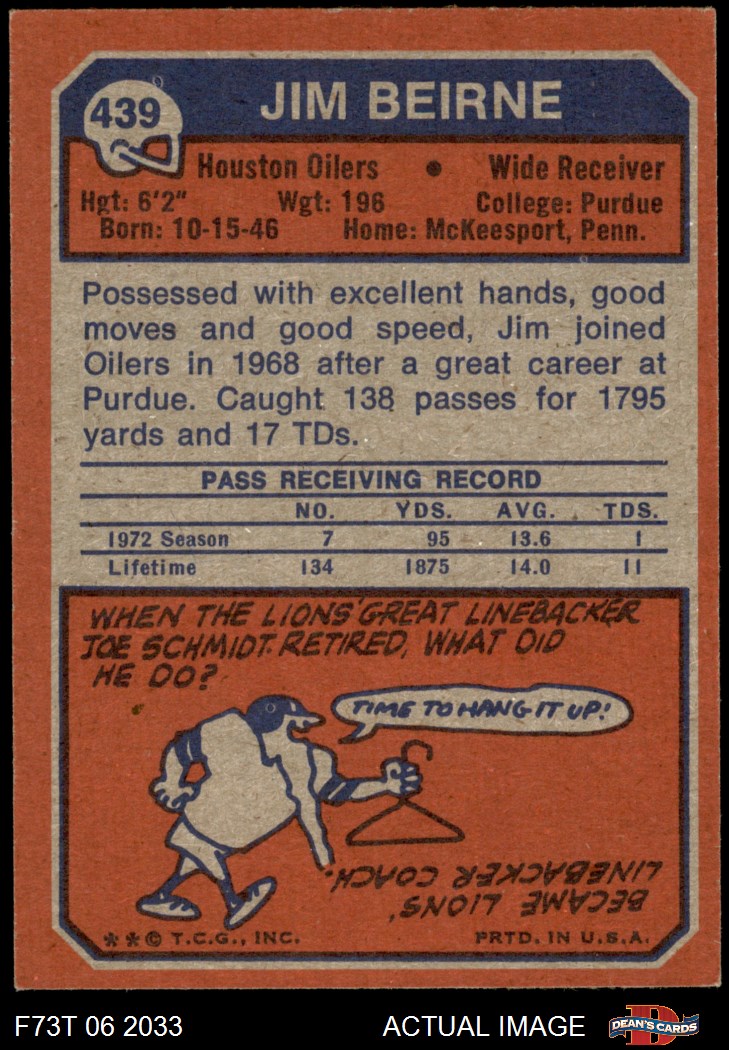 439
JIM BEIRNE
Houston Oilers • Wide Receiver
Hgt: 6'2" Wgt: 196 College: Purdue
Born: 10-15-46 Home: McKeesport, Penn.
Possessed with excellent hands, good
moves and good speed, Jim joined
Oilers in 1968 after a great career at
Purdue. Caught 138 passes for 1795
yards and 17 TDs.
PASS RECEIVING RECORD
NO. YDS. AVG. TDS.
1972 Season 7 95 13.6 1
Lifetime 134 1875 14.0 11
WHEN THE LIONS' GREAT LINEBACKER
JOE SCHMIDT RETIRED, WHAT DID
HE DO?
TIME TO HANG IT UP!
BECAME LIONS'
LINEBACKER COACH.
**© T.C.G., INC. PRTD. IN U.S.A.
F73T 06 2033 ACTUAL IMAGE DEAN'S CARDS